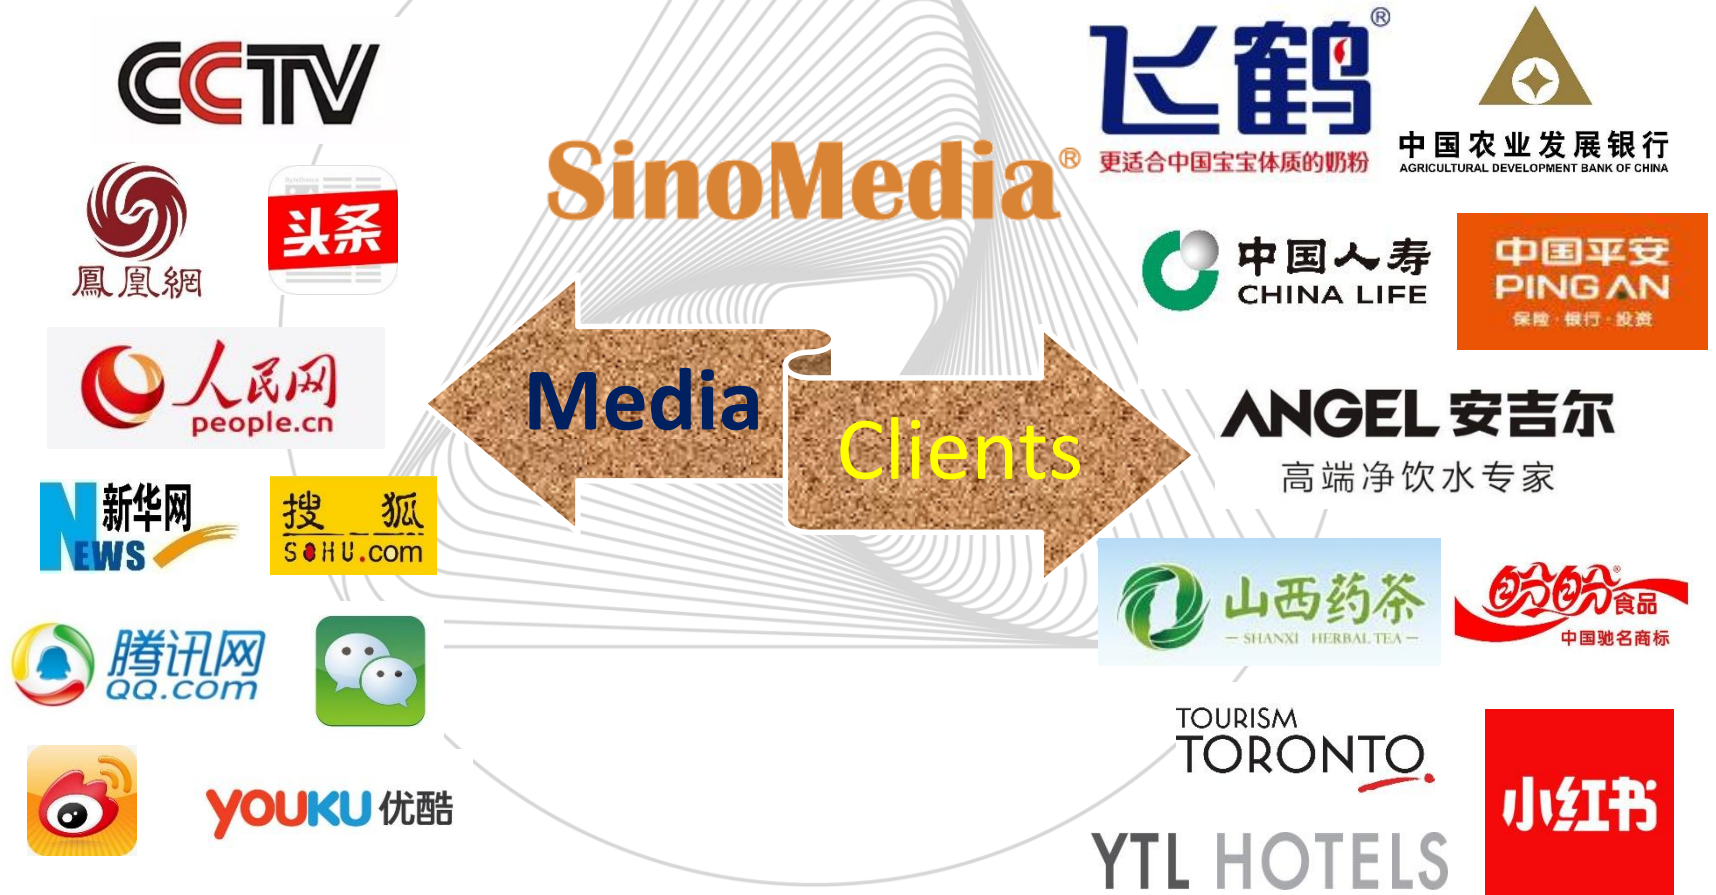 CCTV
鳳凰網
ByteDance
头条
人民网
people.cn
新华网
NEWS
搜狐
SOHU.com
腾讯网
QQ.com
YOUKU 优酷
SinoMedia®
Media
Clients
飞鹤®
更适合中国宝宝体质的奶粉
中国农业发展银行
AGRICULTURAL DEVELOPMENT BANK OF CHINA
中国人寿
CHINA LIFE
中国平安
PING AN
保险·银行·投资
ANGEL 安吉尔
高端净饮水专家
山西药茶
— SHANXI HERBAL TEA —
盼盼®食品
中国驰名商标
TOURISM
TORONTO
小红书
YTL HOTELS